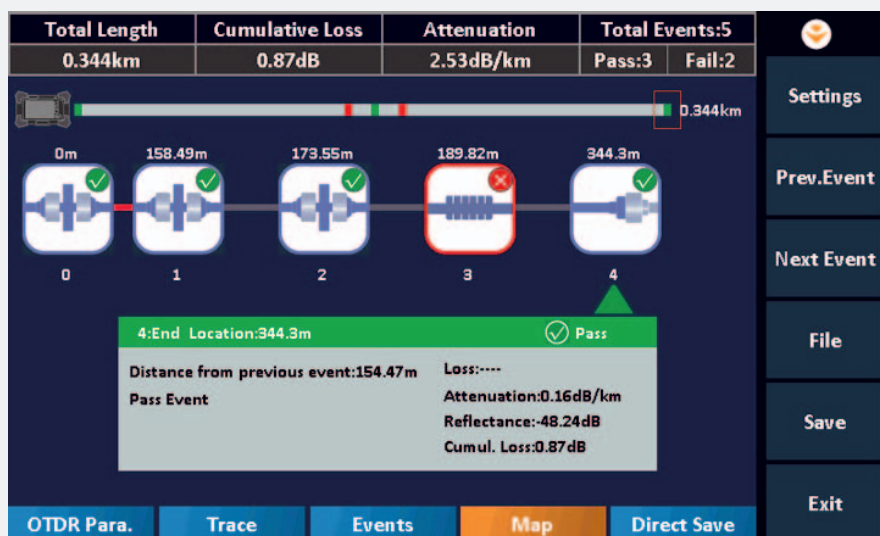 Total Length Cumulative Loss Attenuation Total Events:5
0.344km 0.87dB 2.53dB/km Pass:3 Fail:2
0.344km
0m 158.49m 173.55m 189.82m 344.3m
0 1 2 3 4
4:End Location:344.3m Pass
Distance from previous event:154.47m Loss:----
Pass Event Attenuation:0.16dB/km
Reflectance:-48.24dB
Cumul. Loss:0.87dB
OTDR Para. Trace Events Map Direct Save
Settings
Prev.Event
Next Event
File
Save
Exit